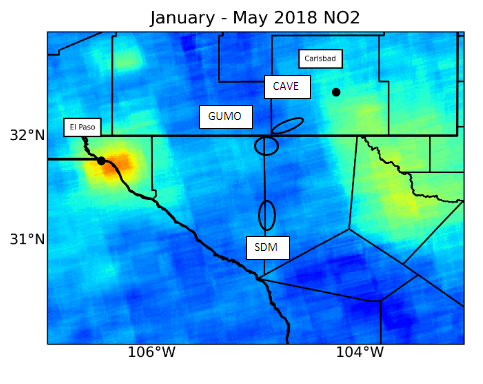 January - May 2018 NO2
Carlsbad
CAVE
GUMO
El Paso
32°N
31°N
SDM
106°W
104°W